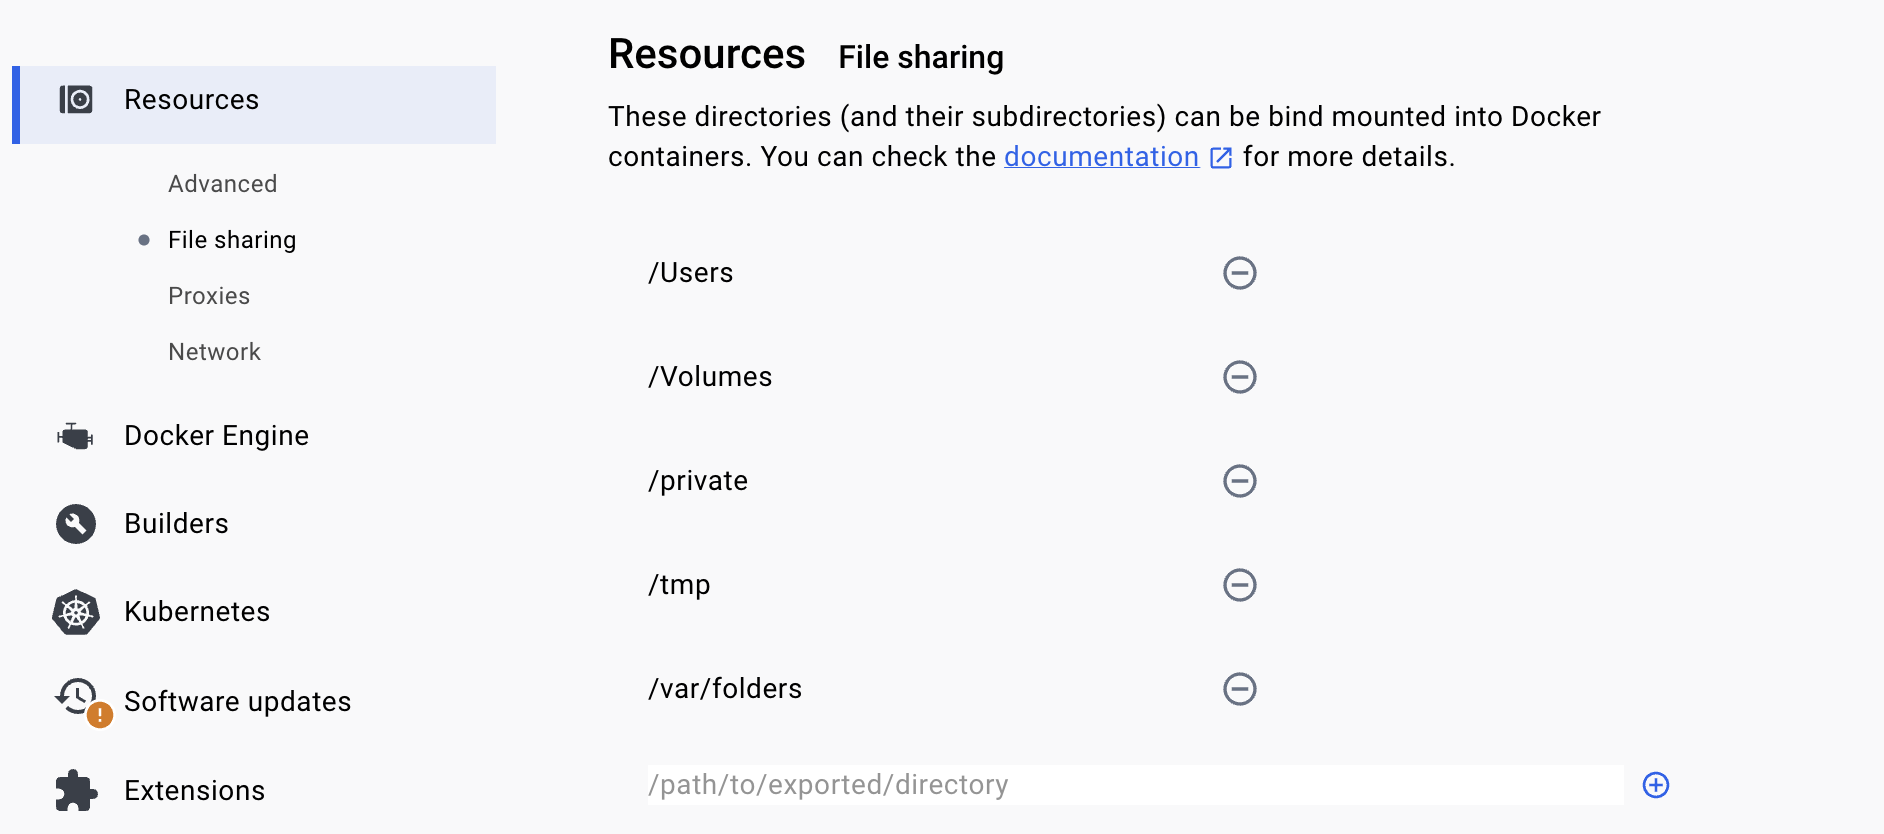 Resources
Advanced
File sharing
Proxies
Network
Docker Engine
Builders
Kubernetes
Software updates
Extensions
Resources File sharing
These directories (and their subdirectories) can be bind mounted into Docker
containers. You can check the documentation for more details.
/Users
/Volumes
/private
/tmp
/var/folders
/path/to/exported/directory